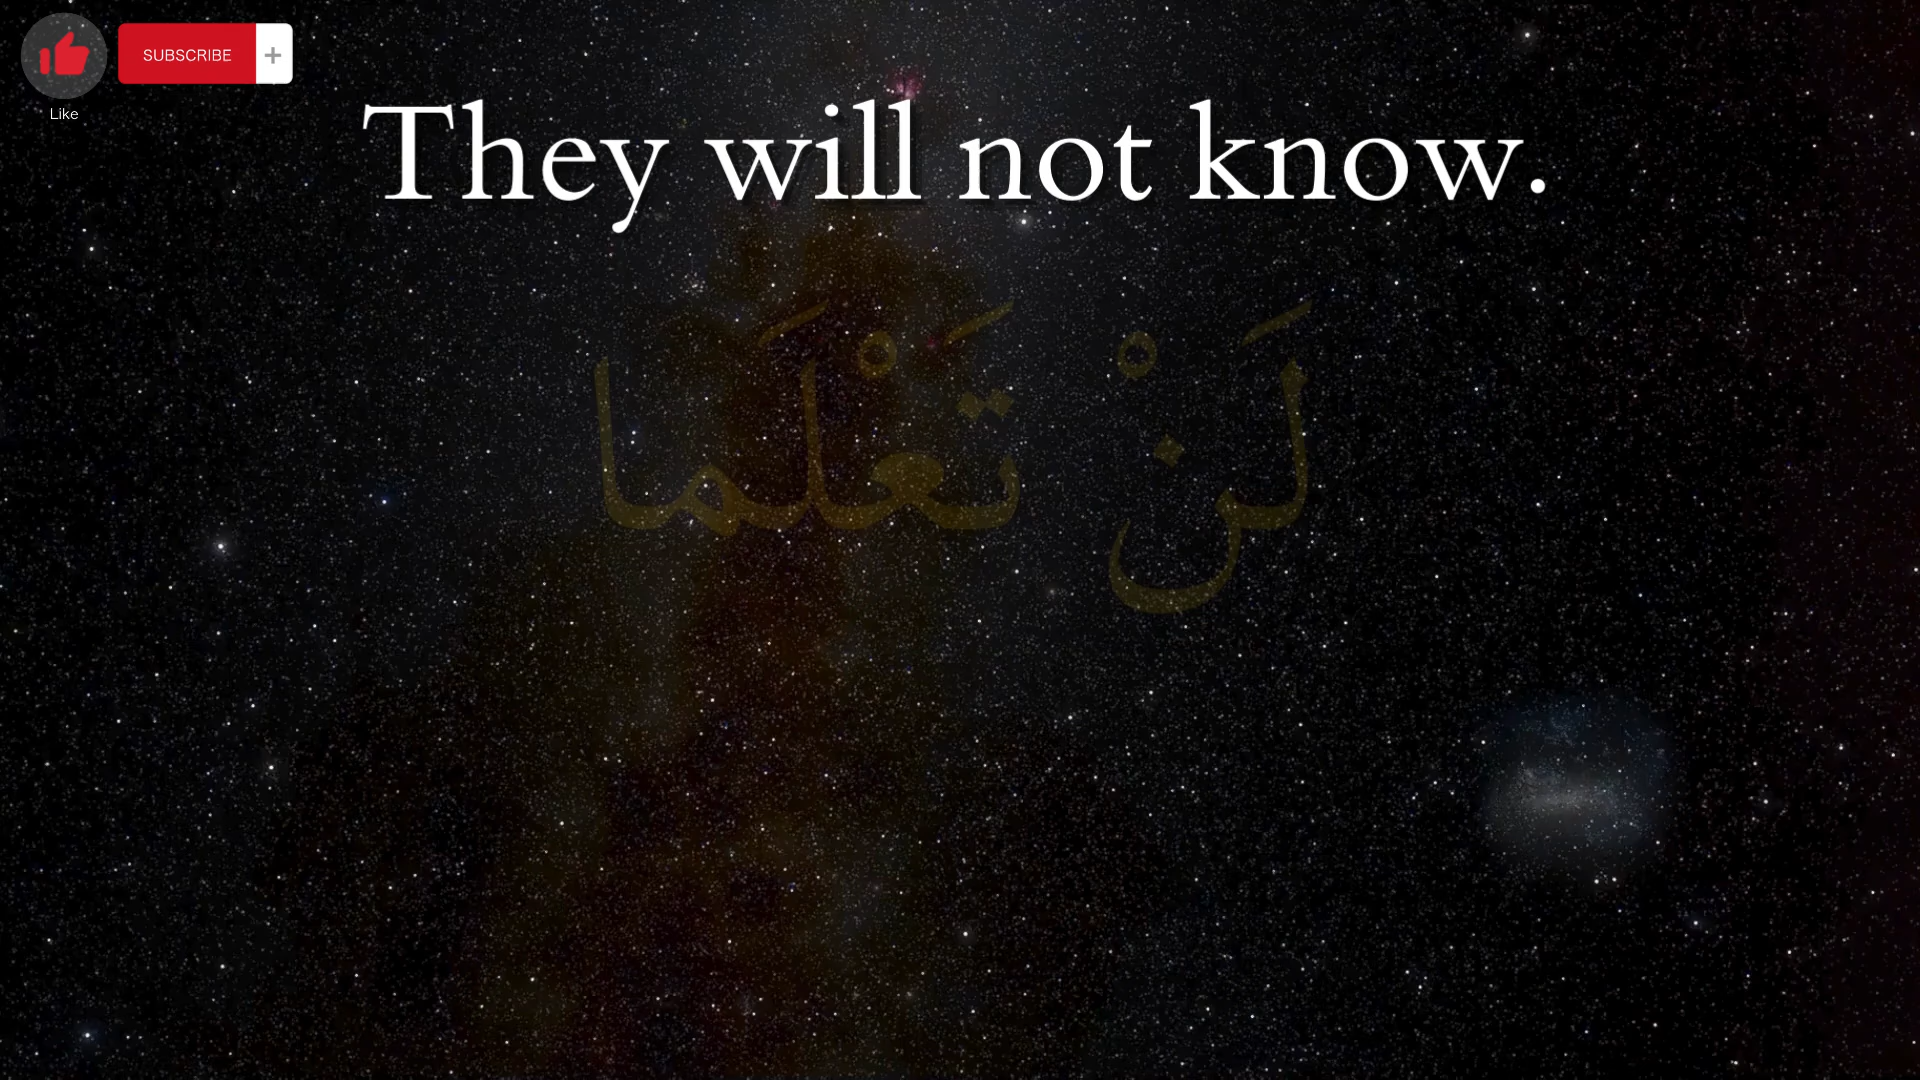 SUBSCRIBE +
Like
They will not know.
لَنْ تَعْلَمَا